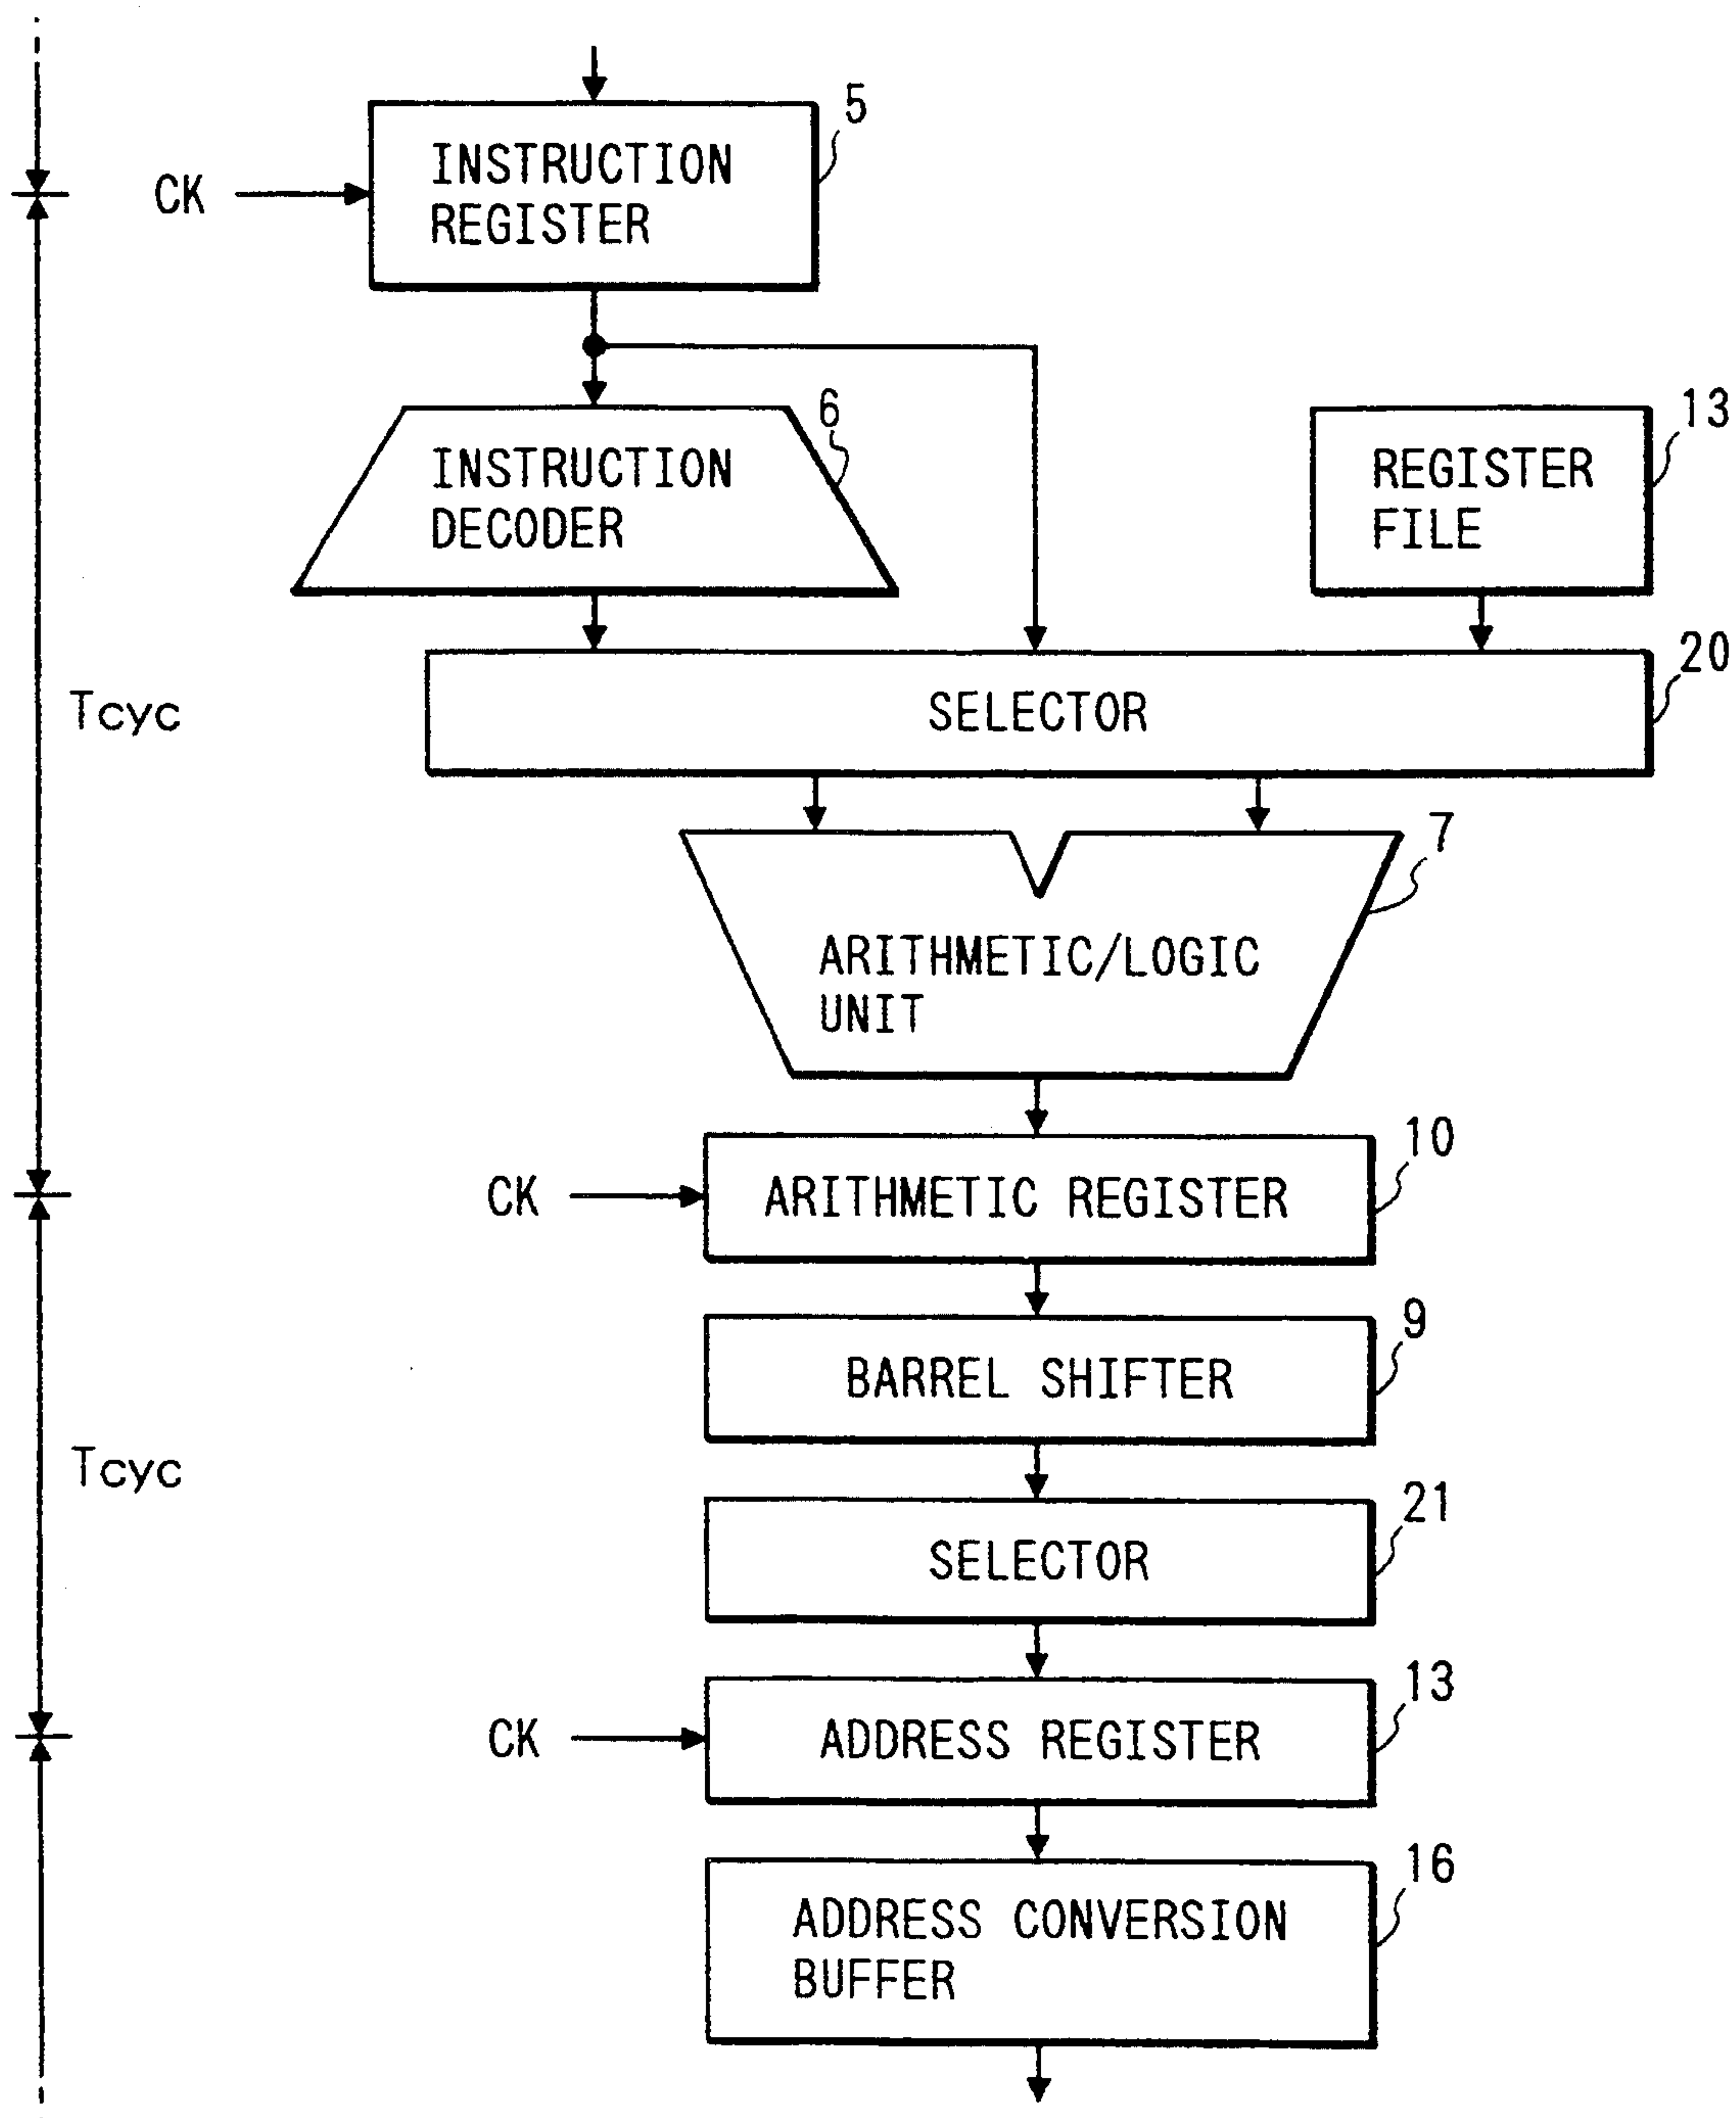 5
CK
INSTRUCTION
REGISTER
6
INSTRUCTION
DECODER
13
REGISTER
FILE
20
Tcyc
SELECTOR
7
ARITHMETIC/LOGIC
UNIT
10
CK
ARITHMETIC REGISTER
9
BARREL SHIFTER
Tcyc
21
SELECTOR
13
CK
ADDRESS REGISTER
16
ADDRESS CONVERSION
BUFFER